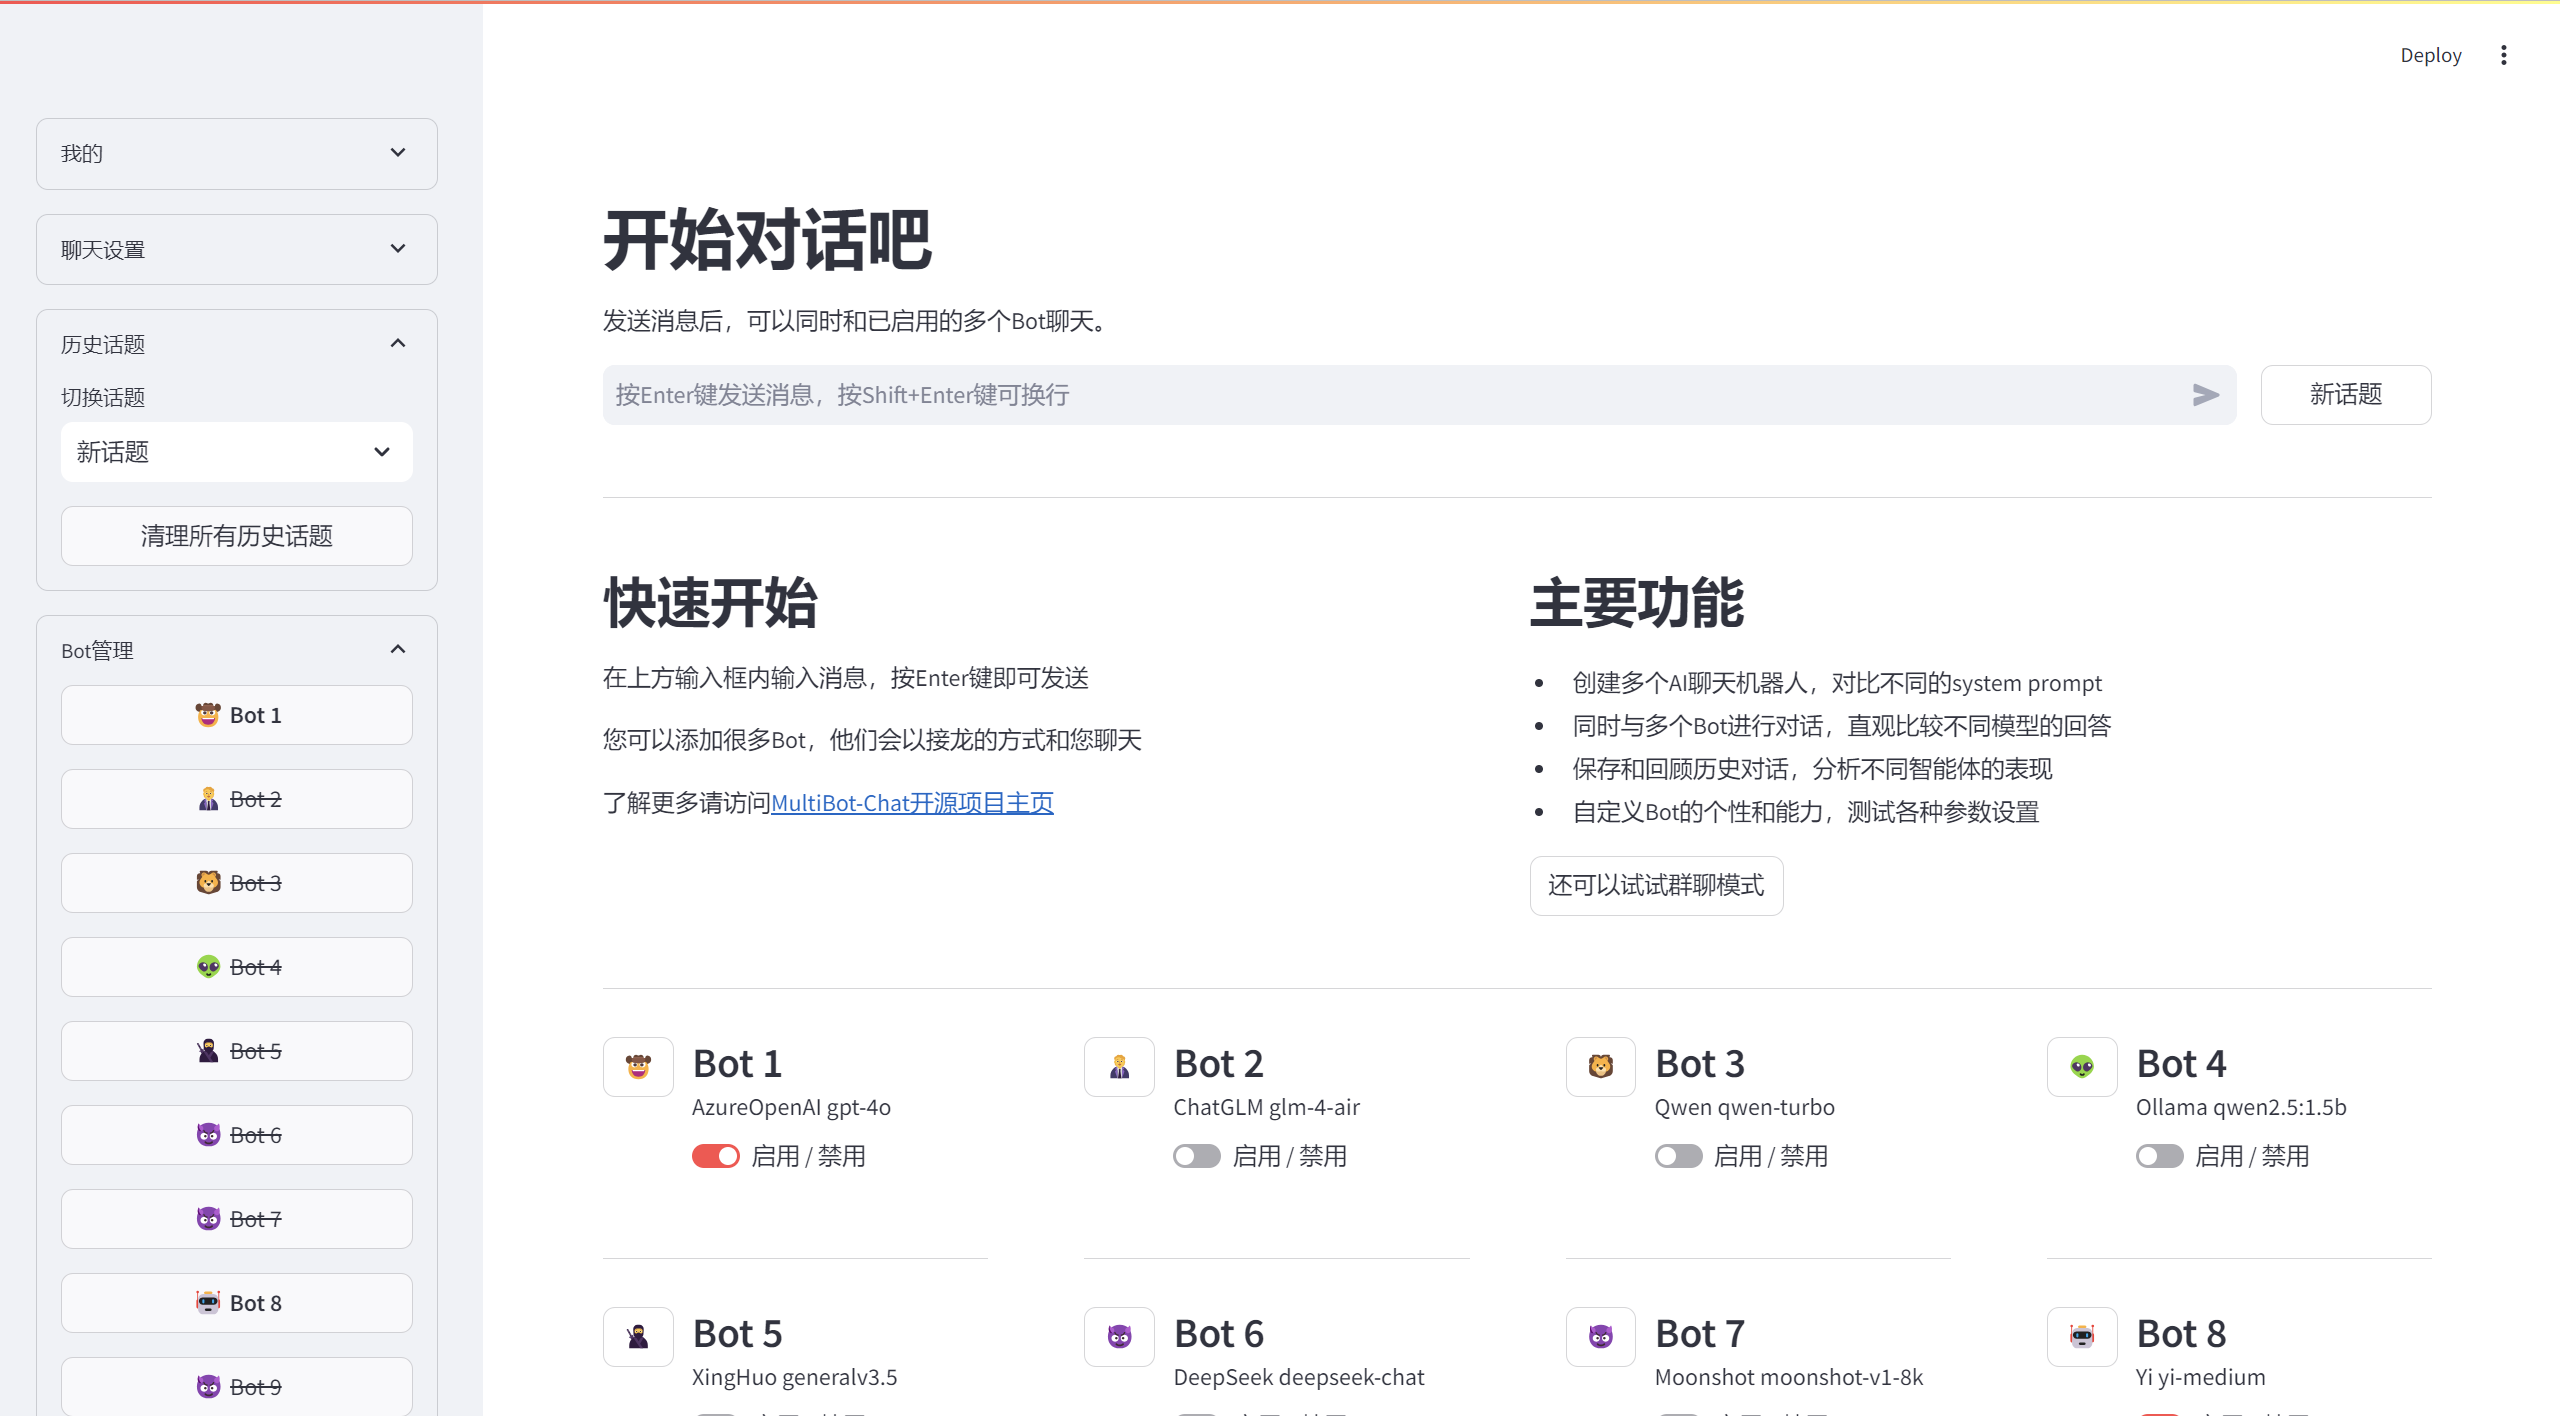 Deploy
我的
聊天设置
历史话题
切换话题
新话题
清理所有历史话题
Bot管理
Bot 1
Bot 2
Bot 3
Bot 4
Bot 5
Bot 6
Bot 7
Bot 8
Bot 9
开始对话吧
发送消息后，可以同时和已启用的多个Bot聊天。
按Enter键发送消息，按Shift+Enter键可换行
新话题
快速开始
在上方输入框内输入消息，按Enter键即可发送
您可以添加很多Bot，他们会以接龙的方式和您聊天
了解更多请访问MultiBot-Chat开源项目主页
主要功能
创建多个AI聊天机器人，对比不同的system prompt
同时与多个Bot进行对话，直观比较不同模型的回答
保存和回顾历史对话，分析不同智能体的表现
自定义Bot的个性和能力，测试各种参数设置
还可以试试群聊模式
Bot 1
AzureOpenAI gpt-4o
启用 / 禁用
Bot 2
ChatGLM glm-4-air
启用 / 禁用
Bot 3
Qwen qwen-turbo
启用 / 禁用
Bot 4
Ollama qwen2.5:1.5b
启用 / 禁用
Bot 5
XingHuo generalv3.5
Bot 6
DeepSeek deepseek-chat
Bot 7
Moonshot moonshot-v1-8k
Bot 8
Yi yi-medium